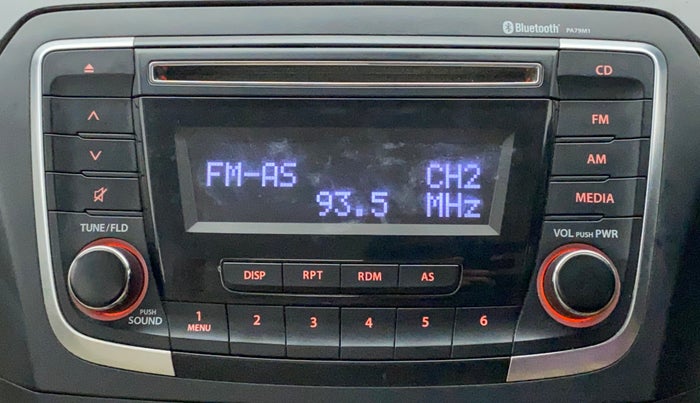 Bluetooth® PA79M1
CD
FM
AM
MEDIA
FM-AS CH2
93.5 MHz
TUNE/FLD
PUSH
SOUND
VOL PUSH PWR
DISP RPT RDM AS
1 2 3 4 5 6
MENU